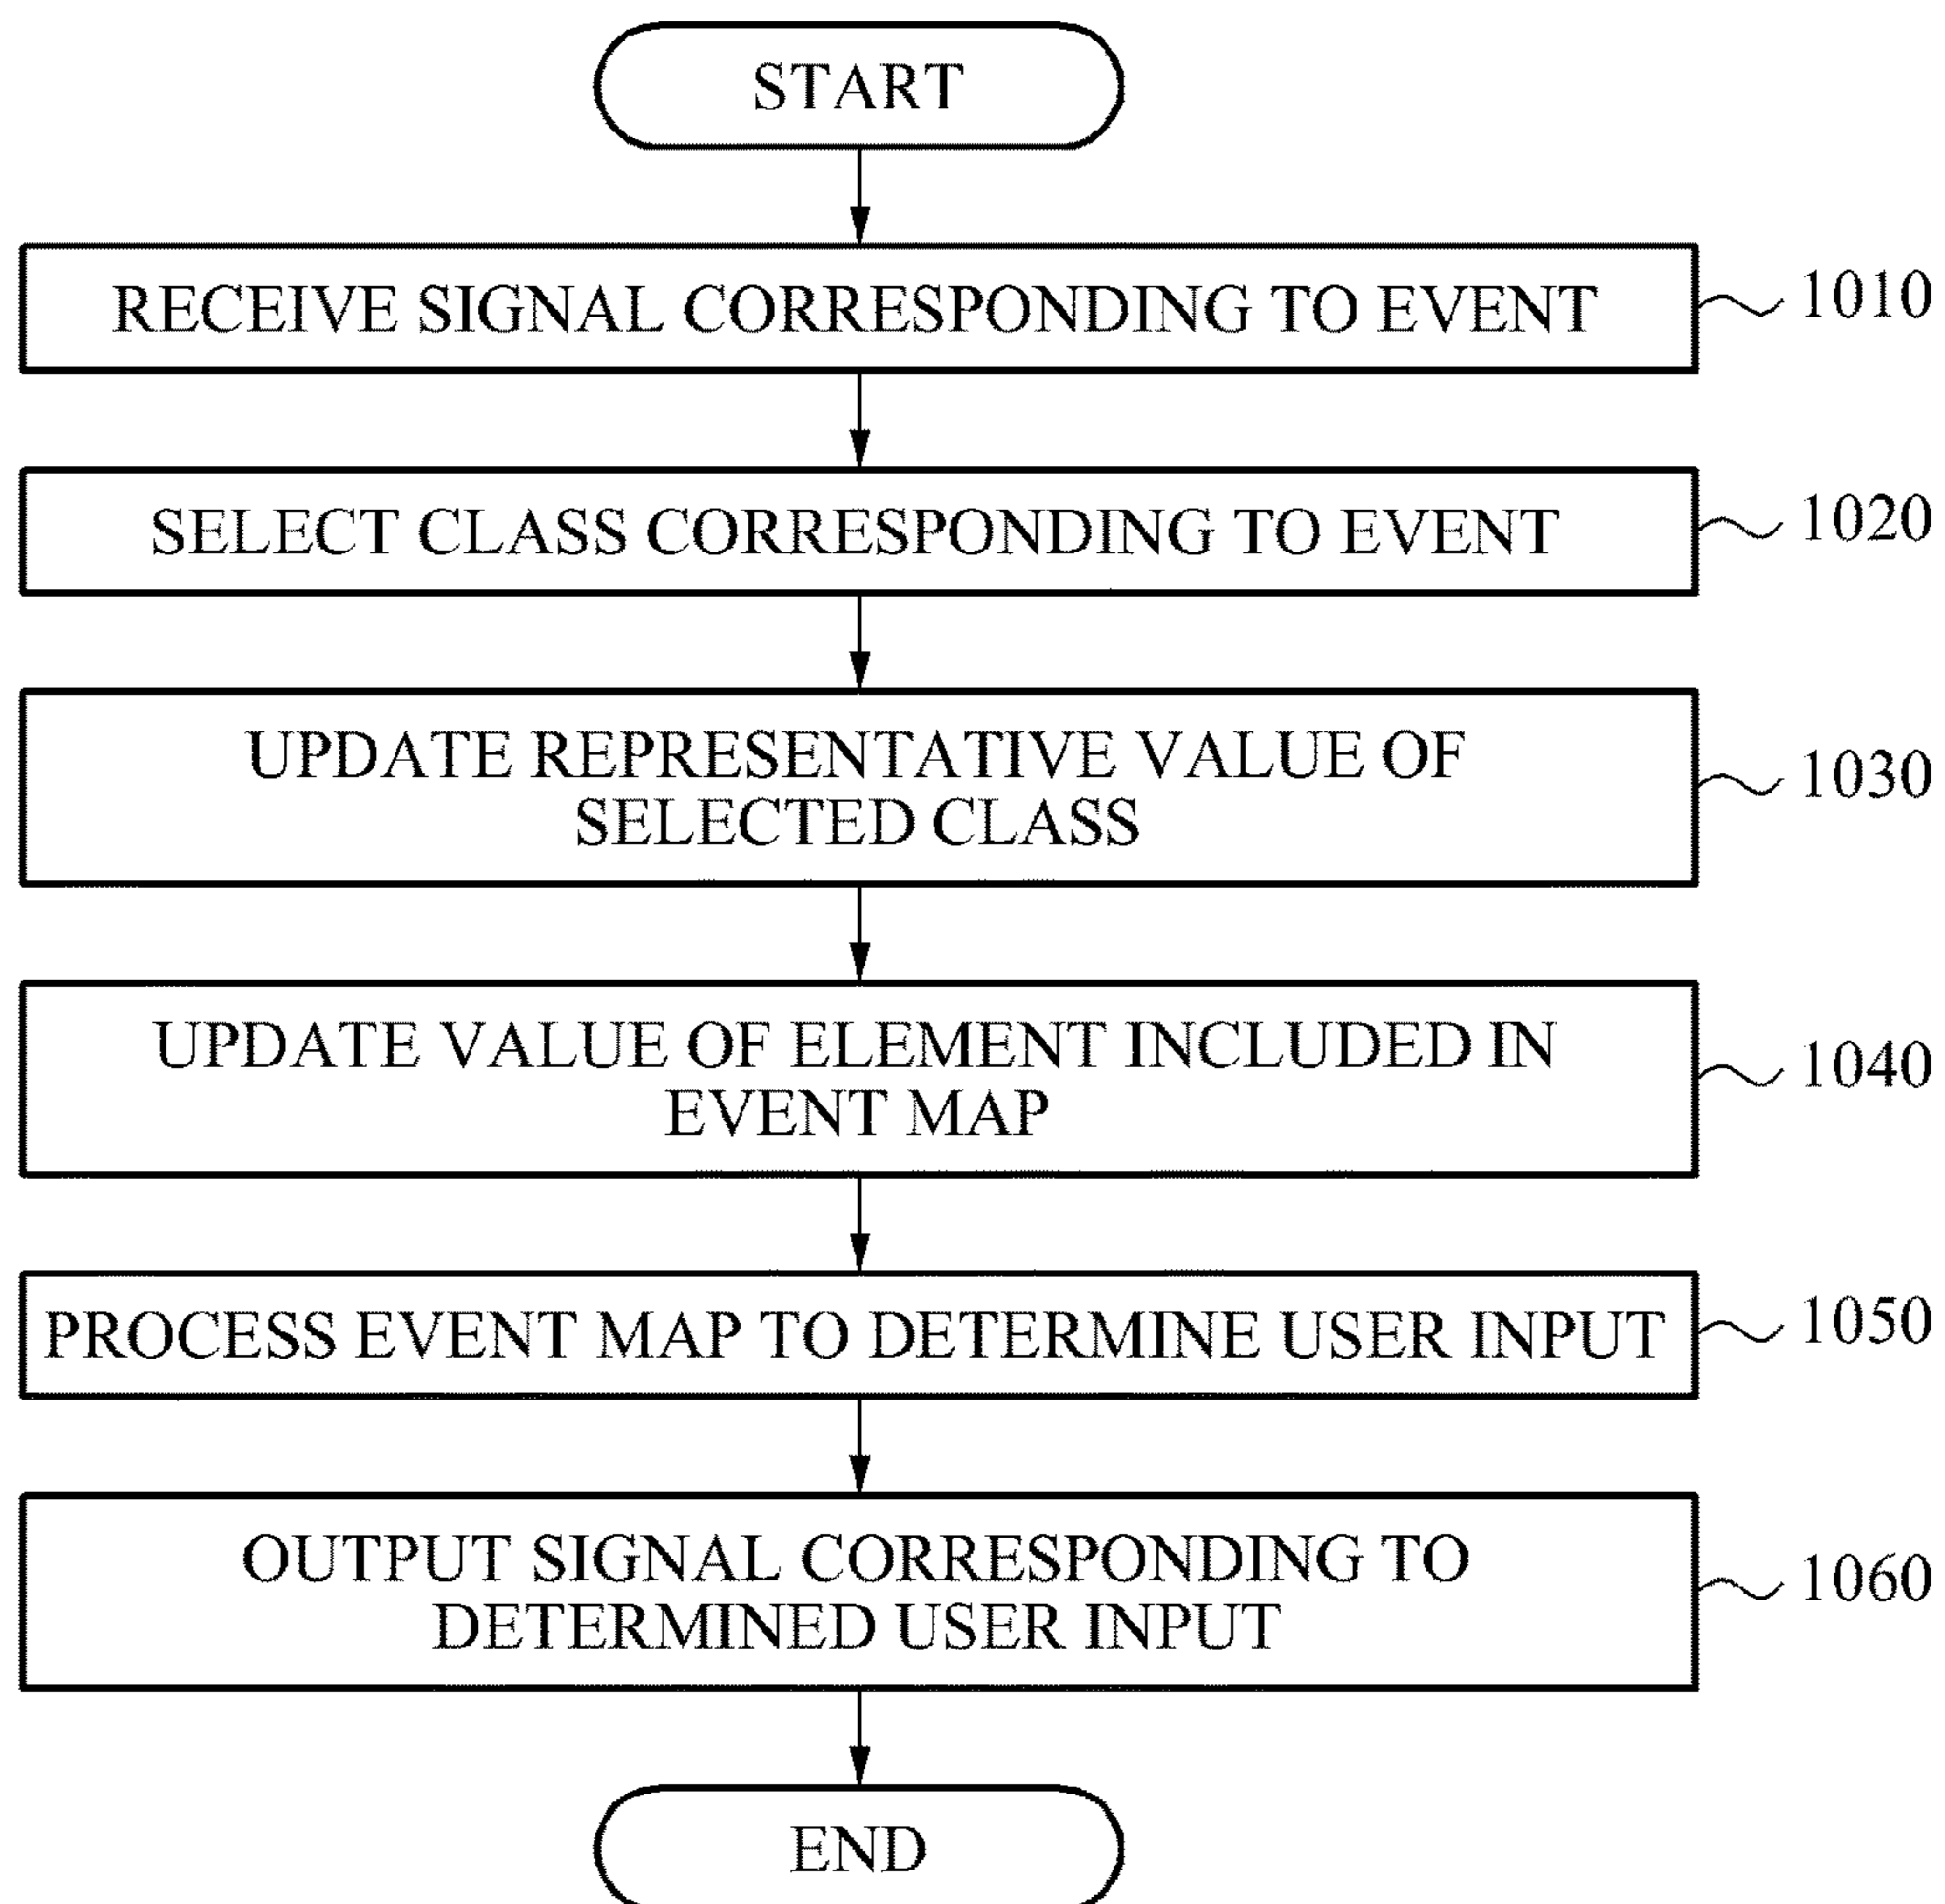 START
RECEIVE SIGNAL CORRESPONDING TO EVENT
1010
SELECT CLASS CORRESPONDING TO EVENT
1020
UPDATE REPRESENTATIVE VALUE OF
SELECTED CLASS
1030
UPDATE VALUE OF ELEMENT INCLUDED IN
EVENT MAP
1040
PROCESS EVENT MAP TO DETERMINE USER INPUT
1050
OUTPUT SIGNAL CORRESPONDING TO
DETERMINED USER INPUT
1060
END